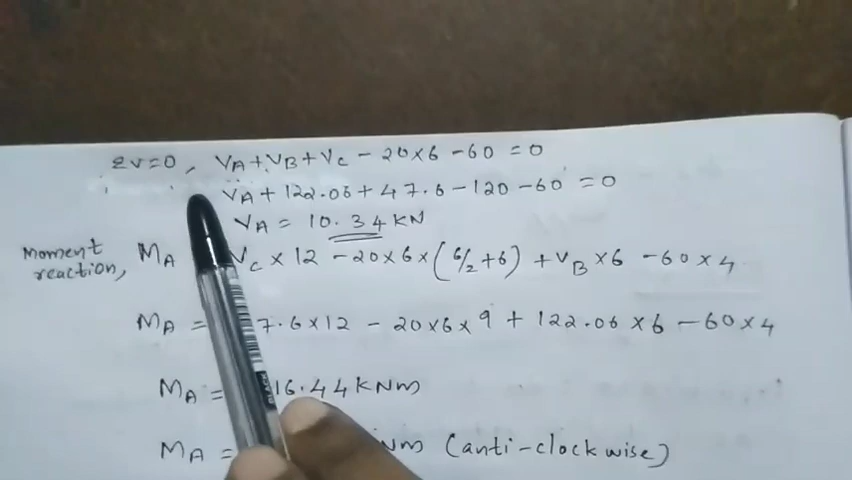 ΣV=0, VA+VB+VC - 20×6 - 60 = 0
VA + 122.06 + 47.6 - 120 - 60 = 0
VA = 10.34 KN
Moment reaction, MA VC × 12 - 20×6×(6/2+6) + VB×6 - 60×4
MA = 7.6×12 - 20×6×9 + 122.06×6 - 60×4
MA = 16.44 KNm
MA = Nm (anti-clockwise)